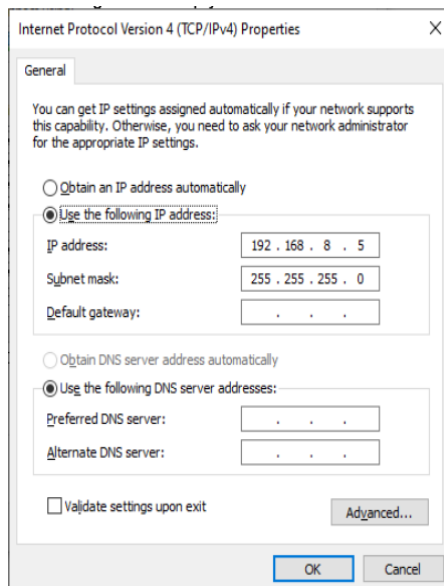 Internet Protocol Version 4 (TCP/IPv4) Properties
General
You can get IP settings assigned automatically if your network supports
this capability. Otherwise, you need to ask your network administrator
for the appropriate IP settings.
Obtain an IP address automatically
Use the following IP address:
IP address: 192 . 168 . 8 . 5
Subnet mask: 255 . 255 . 255 . 0
Default gateway: . . .
Obtain DNS server address automatically
Use the following DNS server addresses:
Preferred DNS server: . . .
Alternate DNS server: . . .
Validate settings upon exit
Advanced...
OK Cancel